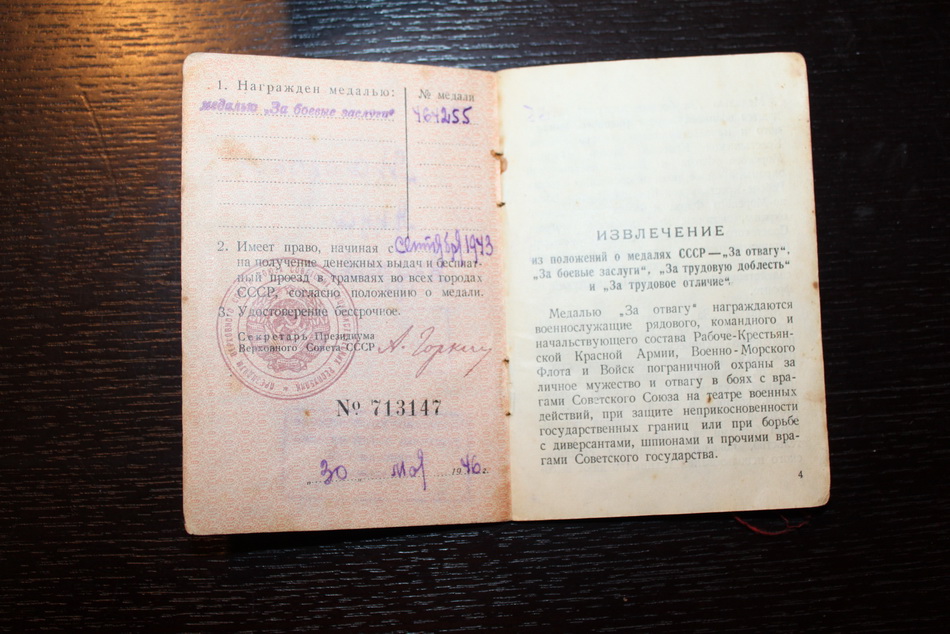 1. Награжден медалью:
№ медали
медалью „За боевые заслуги“
464255
2. Имеет право, начиная с сентября 1943
на получение денежных выдач и бесплат-
ный проезд в трамваях во всех городах
СССР, согласно положению о медали.
3. Удостоверение бессрочное.
Секретарь Президиума
Верховного Совета СССР А. Горкин
№ 713147
„30 мая 1946 г.
ИЗВЛЕЧЕНИЕ
из положений о медалях СССР—„За отвагу“,
„За боевые заслуги“, „За трудовую доблесть“
и „За трудовое отличие“
Медалью „За отвагу“ награждаются
военнослужащие рядового, командного и
начальствующего состава Рабоче-Крестьян-
ской Красной Армии, Военно-Морского
Флота и Войск пограничной охраны за
личное мужество и отвагу в боях с вра-
гами Советского Союза на театре военных
действий, при защите неприкосновенности
государственных границ или при борьбе
с диверсантами, шпионами и прочими вра-
гами Советского государства.
4